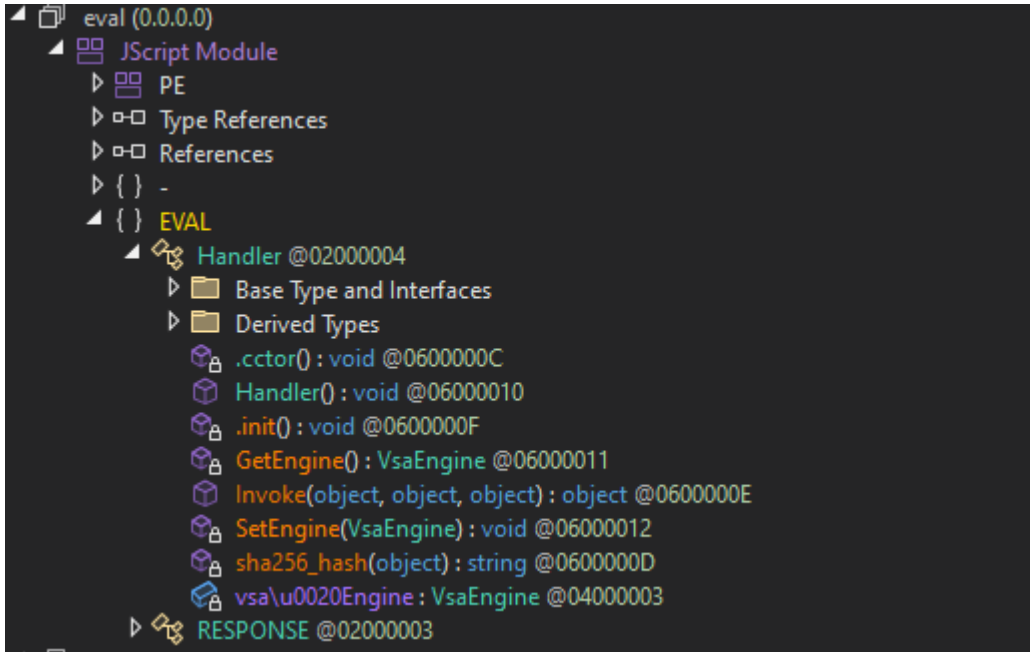 eval (0.0.0.0)
JScript Module
PE
Type References
References
{ } -
{ } EVAL
Handler @02000004
Base Type and Interfaces
Derived Types
.cctor() : void @0600000C
Handler() : void @06000010
.init() : void @0600000F
GetEngine() : VsaEngine @06000011
Invoke(object, object, object) : object @0600000E
SetEngine(VsaEngine) : void @06000012
sha256_hash(object) : string @0600000D
vsa\u0020Engine : VsaEngine @04000003
RESPONSE @02000003